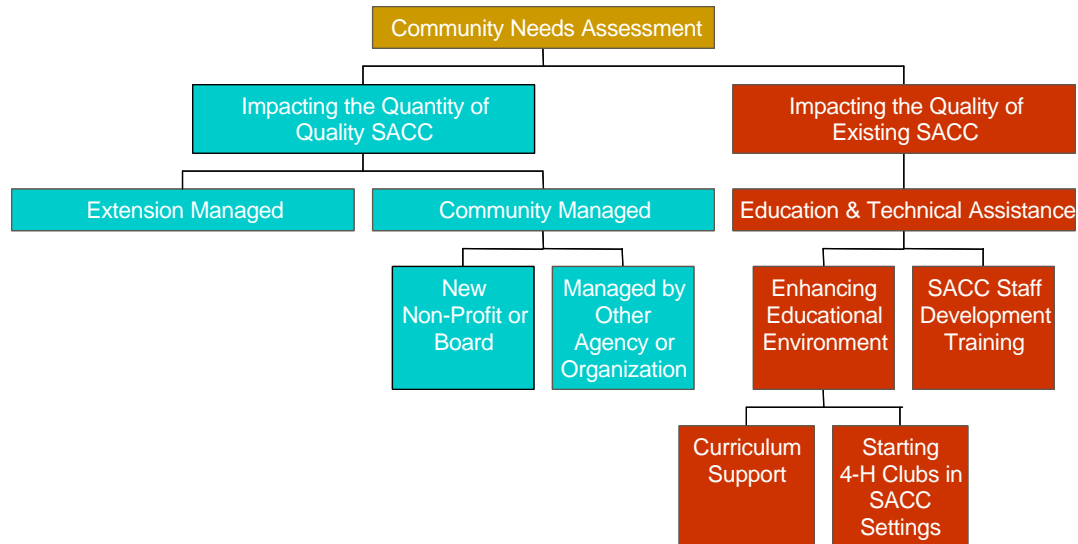 Community Needs Assessment
Impacting the Quantity of
Quality SACC
Impacting the Quality of
Existing SACC
Extension Managed
Community Managed
Education & Technical Assistance
New
Non-Profit or
Board
Managed by
Other
Agency or
Organization
Enhancing
Educational
Environment
SACC Staff
Development
Training
Curriculum
Support
Starting
4-H Clubs in
SACC
Settings